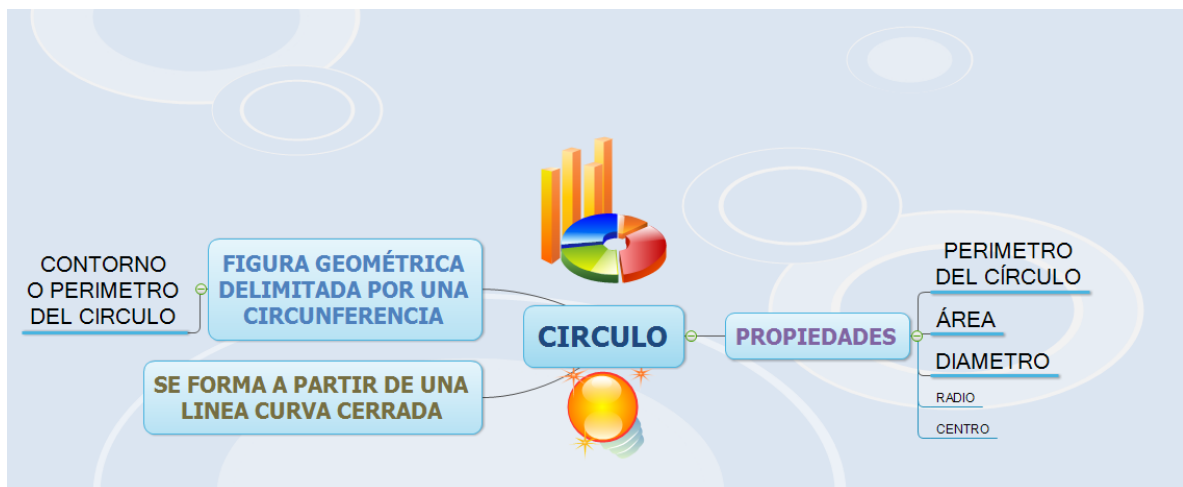 CONTORNO
O PERIMETRO
DEL CIRCULO
FIGURA GEOMÉTRICA
DELIMITADA POR UNA
CIRCUNFERENCIA
SE FORMA A PARTIR DE UNA
LINEA CURVA CERRADA
CIRCULO
PROPIEDADES
PERIMETRO
DEL CÍRCULO
ÁREA
DIAMETRO
RADIO
CENTRO